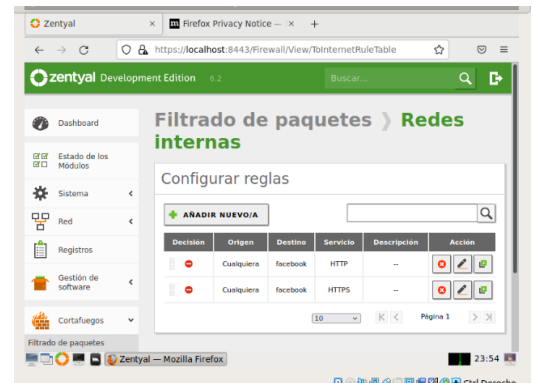 Zentyal
Firefox Privacy Notice —
https://localhost:8443/Firewall/View/ToInternetRuleTable
zentyal Development Edition 6.2
Buscar...
Dashboard
Estado de los
Módulos
Sistema
Red
Registros
Gestión de
software
Cortafuegos
Filtrado de paquetes
Filtrado de paquetes ❭ Redes
internas
Configurar reglas
AÑADIR NUEVO/A
Decisión Origen Destino Servicio Descripción Acción
Cualquiera facebook HTTP --
Cualquiera facebook HTTPS --
10 Página 1
Zentyal — Mozilla Firefox
23:54
Ctrl Derecho